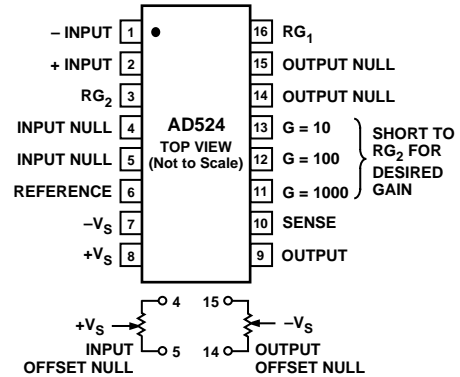 – INPUT 1
+ INPUT 2
RG2 3
INPUT NULL 4
INPUT NULL 5
REFERENCE 6
–VS 7
+VS 8
AD524
TOP VIEW
(Not to Scale)
16 RG1
15 OUTPUT NULL
14 OUTPUT NULL
13 G = 10
12 G = 100
11 G = 1000
10 SENSE
9 OUTPUT
SHORT TO
RG2 FOR
DESIRED
GAIN
4
+VS
5
INPUT
OFFSET NULL
15
–VS
14
OUTPUT
OFFSET NULL